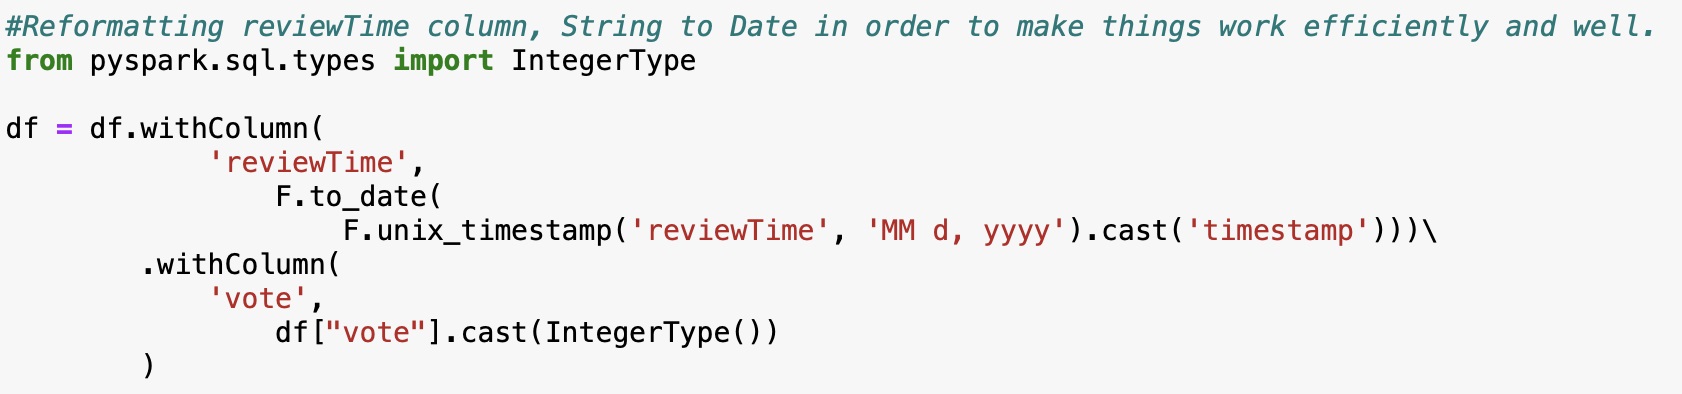 #Reformatting reviewTime column, String to Date in order to make things work efficiently and well.
from pyspark.sql.types import IntegerType
df = df.withColumn(
'reviewTime',
F.to_date(
F.unix_timestamp('reviewTime', 'MM d, yyyy').cast('timestamp')))\
.withColumn(
'vote',
df["vote"].cast(IntegerType())
)